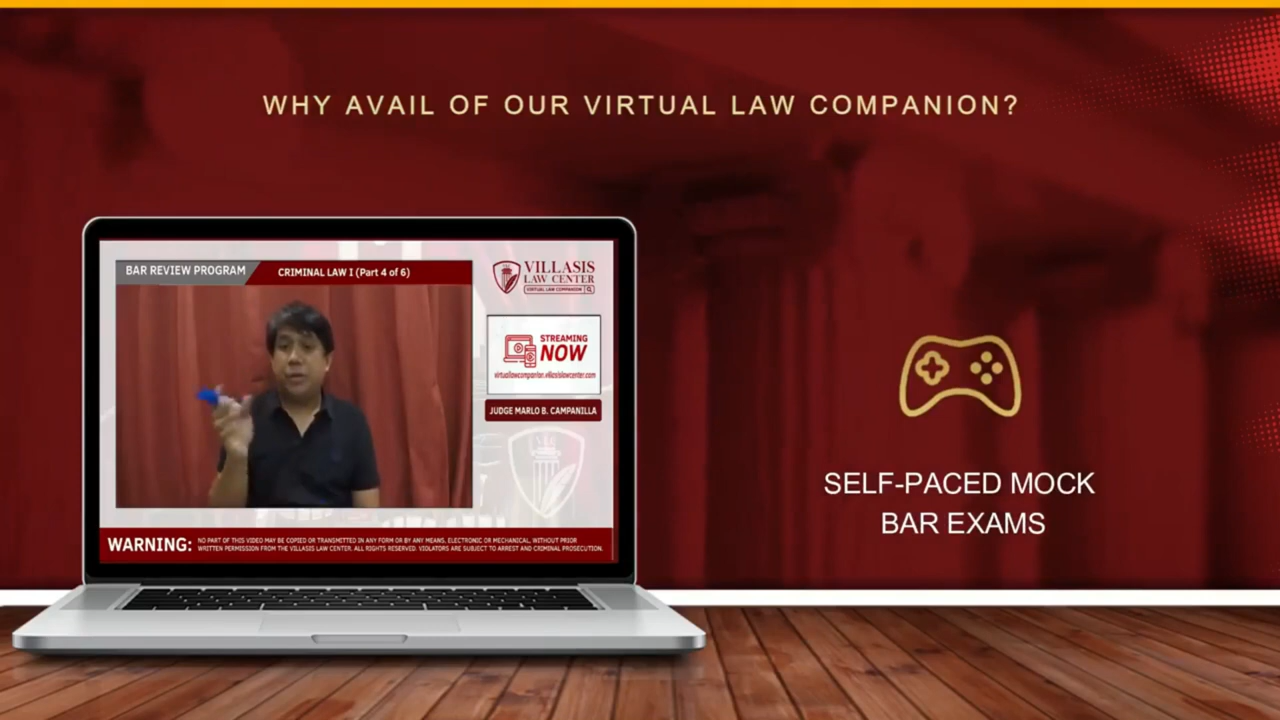 WHY AVAIL OF OUR VIRTUAL LAW COMPANION?
BAR REVIEW PROGRAM
CRIMINAL LAW I (Part 4 of 6)
VILLASIS
LAW CENTER
VIRTUAL LAW COMPANION
STREAMING
NOW
virtuallawcompanion.villasislawcenter.com
JUDGE MARLO B. CAMPANILLA
WARNING:
NO PART OF THIS VIDEO MAY BE COPIED OR TRANSMITTED IN ANY FORM OR BY ANY MEANS, ELECTRONIC OR MECHANICAL, WITHOUT PRIOR
WRITTEN PERMISSION FROM THE VILLASIS LAW CENTER. ALL RIGHTS RESERVED. VIOLATORS ARE SUBJECT TO ARREST AND CRIMINAL PROSECUTION.
SELF-PACED MOCK
BAR EXAMS